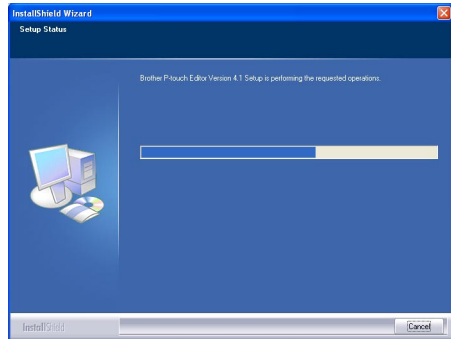 InstallShield Wizard
Setup Status
Brother P-touch Editor Version 4.1 Setup is performing the requested operations.
InstallShield
Cancel